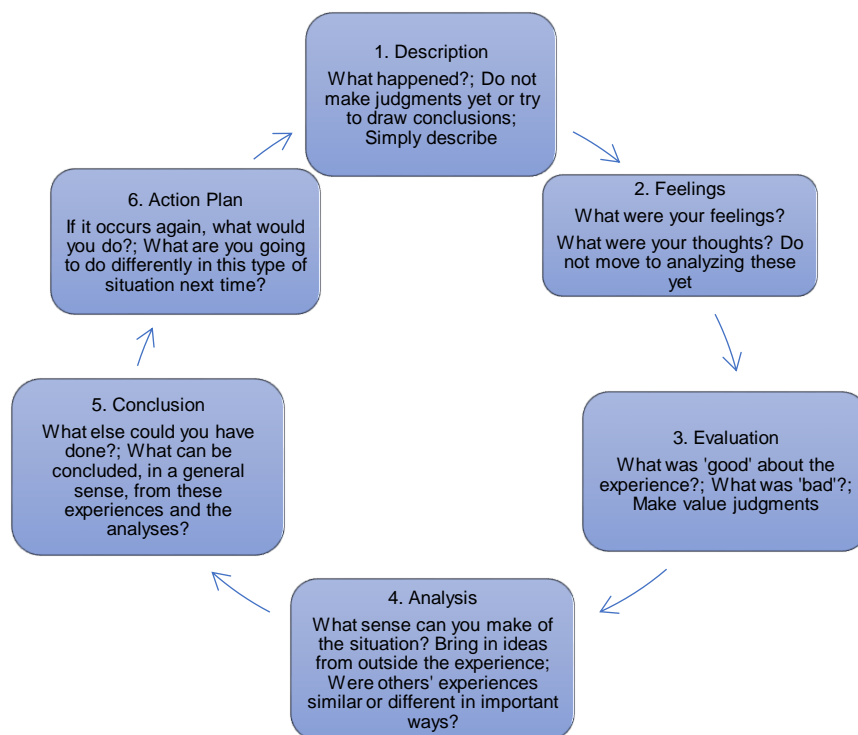 1. Description
What happened?; Do not
make judgments yet or try
to draw conclusions;
Simply describe
2. Feelings
What were your feelings?
What were your thoughts? Do
not move to analyzing these
yet
3. Evaluation
What was 'good' about the
experience?; What was 'bad'?;
Make value judgments
4. Analysis
What sense can you make of
the situation? Bring in ideas
from outside the experience;
Were others' experiences
similar or different in important
ways?
5. Conclusion
What else could you have
done?; What can be
concluded, in a general
sense, from these
experiences and the
analyses?
6. Action Plan
If it occurs again, what would
you do?; What are you going
to do differently in this type of
situation next time?